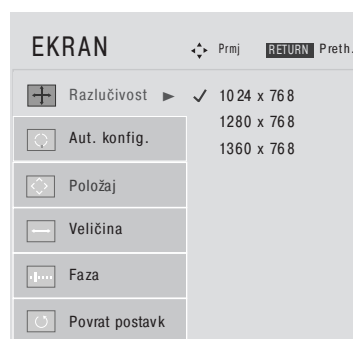 EKRAN
Prmj RETURN Preth.
Razlučivost ► ✓ 1024 x 768
1280 x 768
1360 x 768
Aut. konfig.
Položaj
Veličina
Faza
Povrat postavk